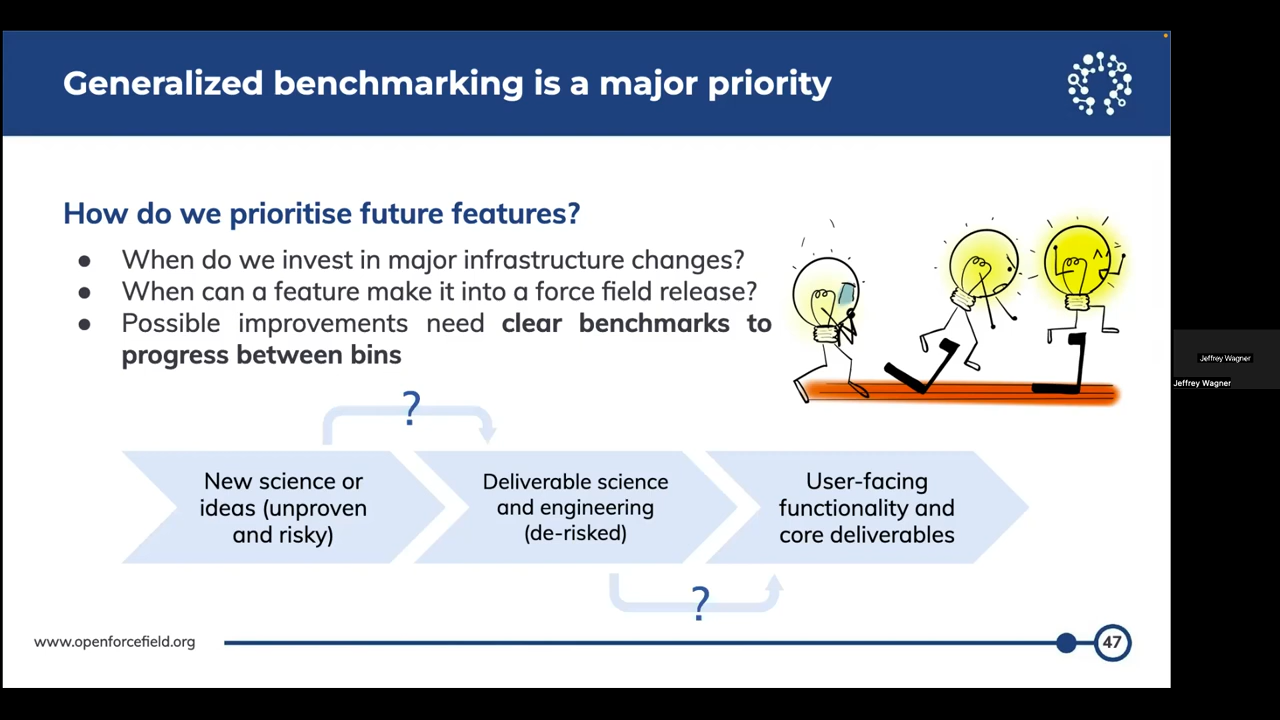 Generalized benchmarking is a major priority
How do we prioritise future features?
● When do we invest in major infrastructure changes?
● When can a feature make it into a force field release?
● Possible improvements need clear benchmarks to
progress between bins
?
New science or
ideas (unproven
and risky)
Deliverable science
and engineering
(de-risked)
User-facing
functionality and
core deliverables
?
www.openforcefield.org
47
Jeffrey Wagner
Jeffrey Wagner